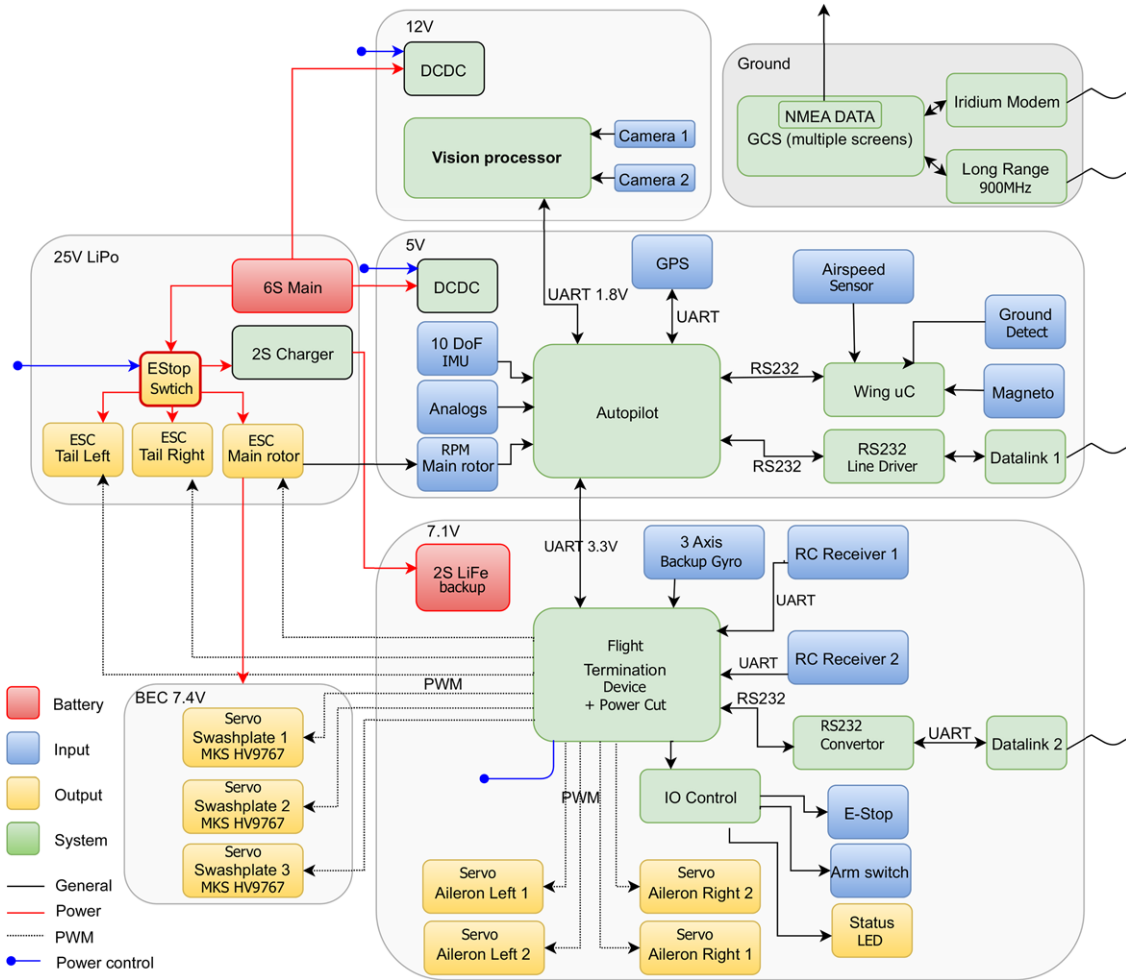 12V
DCDC
Vision processor
Camera 1
Camera 2
Ground
NMEA DATA
GCS (multiple screens)
Iridium Modem
Long Range
900MHz
25V LiPo
6S Main
2S Charger
EStop
Swtich
ESC
Tail Left
ESC
Tail Right
ESC
Main rotor
5V
DCDC
UART 1.8V
GPS
UART
10 DoF
IMU
Analogs
RPM
Main rotor
Autopilot
RS232
RS232
Airspeed
Sensor
Ground
Detect
Wing uC
Magneto
RS232
Line Driver
Datalink 1
7.1V
UART 3.3V
2S LiFe
backup
3 Axis
Backup Gyro
RC Receiver 1
UART
Flight
Termination
Device
+ Power Cut
UART
RC Receiver 2
RS232
RS232
Convertor
UART
Datalink 2
PWM
PWM
IO Control
E-Stop
Arm switch
Status
LED
Servo
Aileron Left 1
Servo
Aileron Right 2
Servo
Aileron Left 2
Servo
Aileron Right 1
BEC 7.4V
Servo
Swashplate 1
MKS HV9767
Servo
Swashplate 2
MKS HV9767
Servo
Swashplate 3
MKS HV9767
Battery
Input
Output
System
General
Power
PWM
Power control